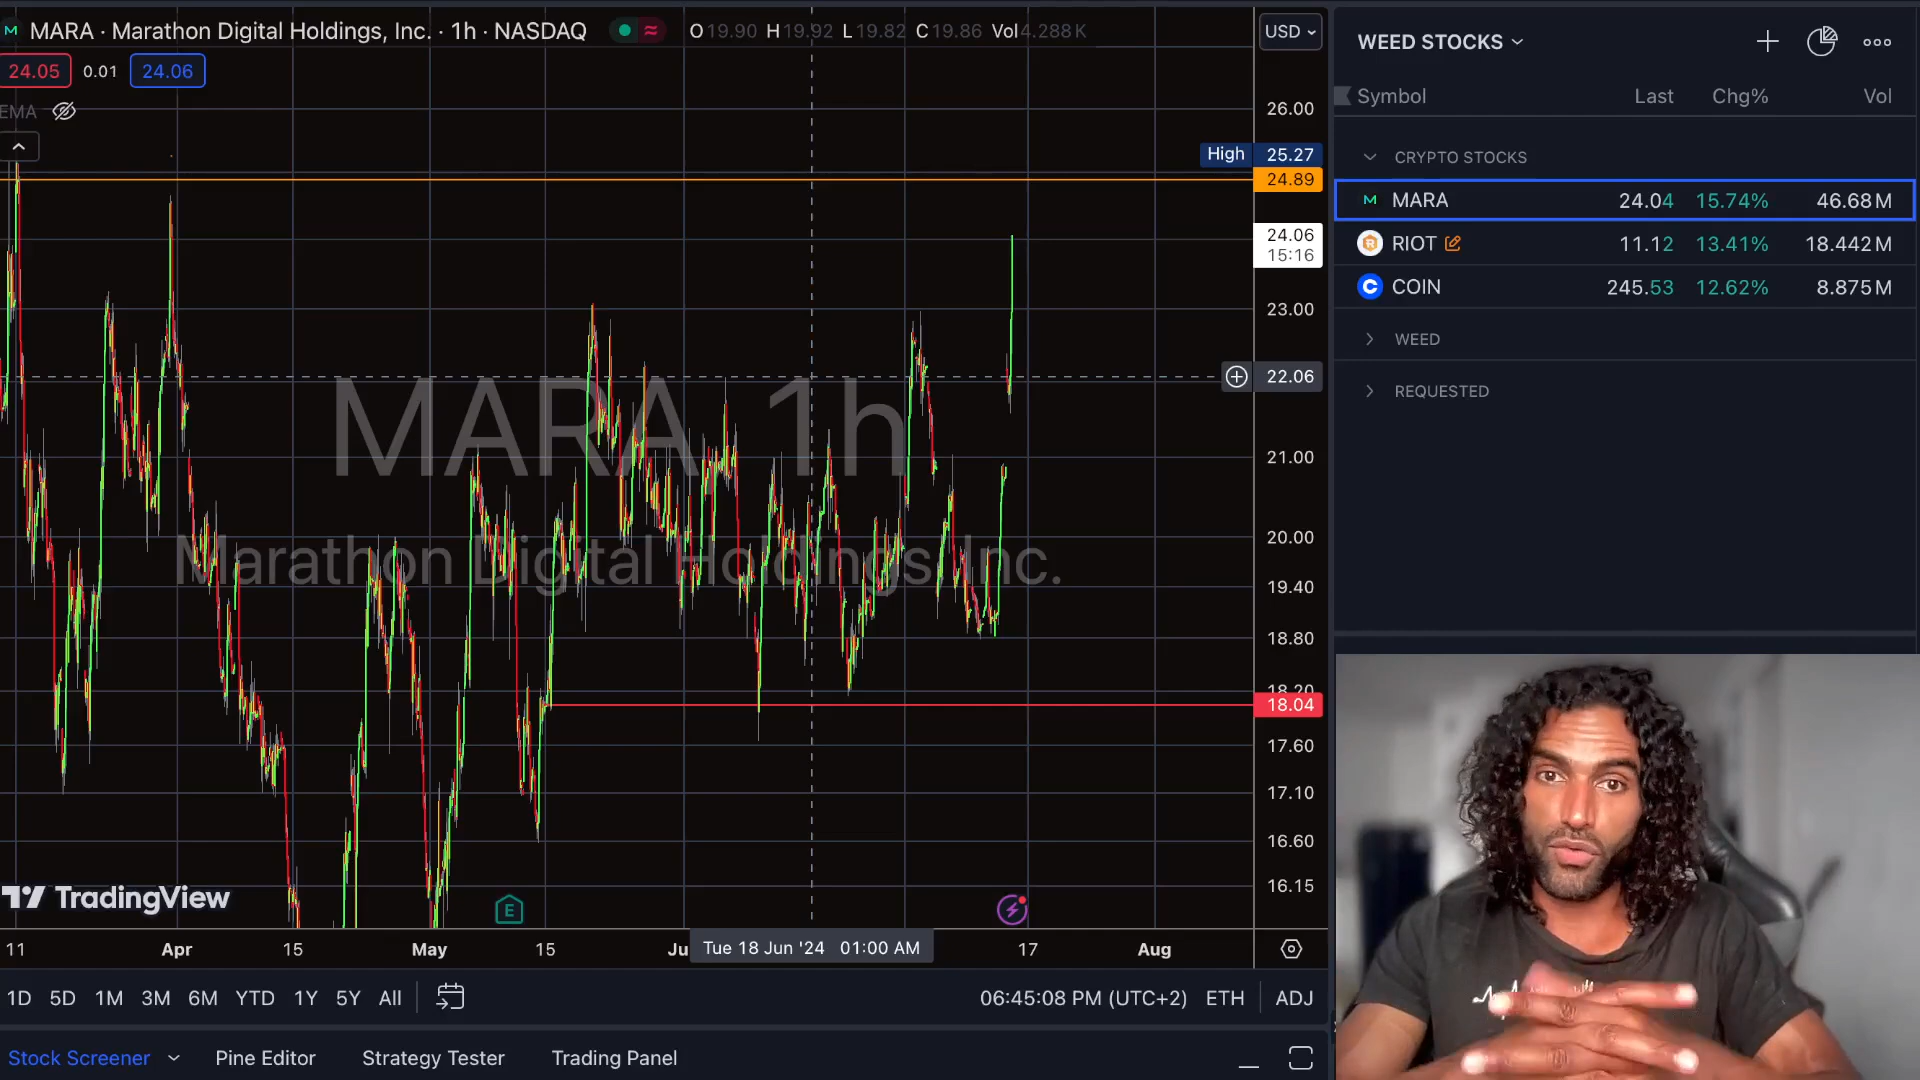 MARA · Marathon Digital Holdings, Inc. · 1h · NASDAQ O19.90 H19.92 L19.82 C19.86 Vol4.288K
24.05 0.01 24.06
EMA
USD
26.00
High 25.27
24.89
24.06
15:16
23.00
22.06
21.00
20.00
19.40
18.80
18.20
18.04
17.60
17.10
16.60
16.15
MARA, 1h
Marathon Digital Holdings, Inc.
TradingView
E
11 Apr 15 May 15 Ju Tue 18 Jun '24 01:00 AM 17 Aug
1D 5D 1M 3M 6M YTD 1Y 5Y All 06:45:08 PM (UTC+2) ETH ADJ
Stock Screener Pine Editor Strategy Tester Trading Panel
WEED STOCKS
Symbol Last Chg% Vol
CRYPTO STOCKS
MARA 24.04 15.74% 46.68M
RIOT 11.12 13.41% 18.442M
COIN 245.53 12.62% 8.875M
WEED
REQUESTED